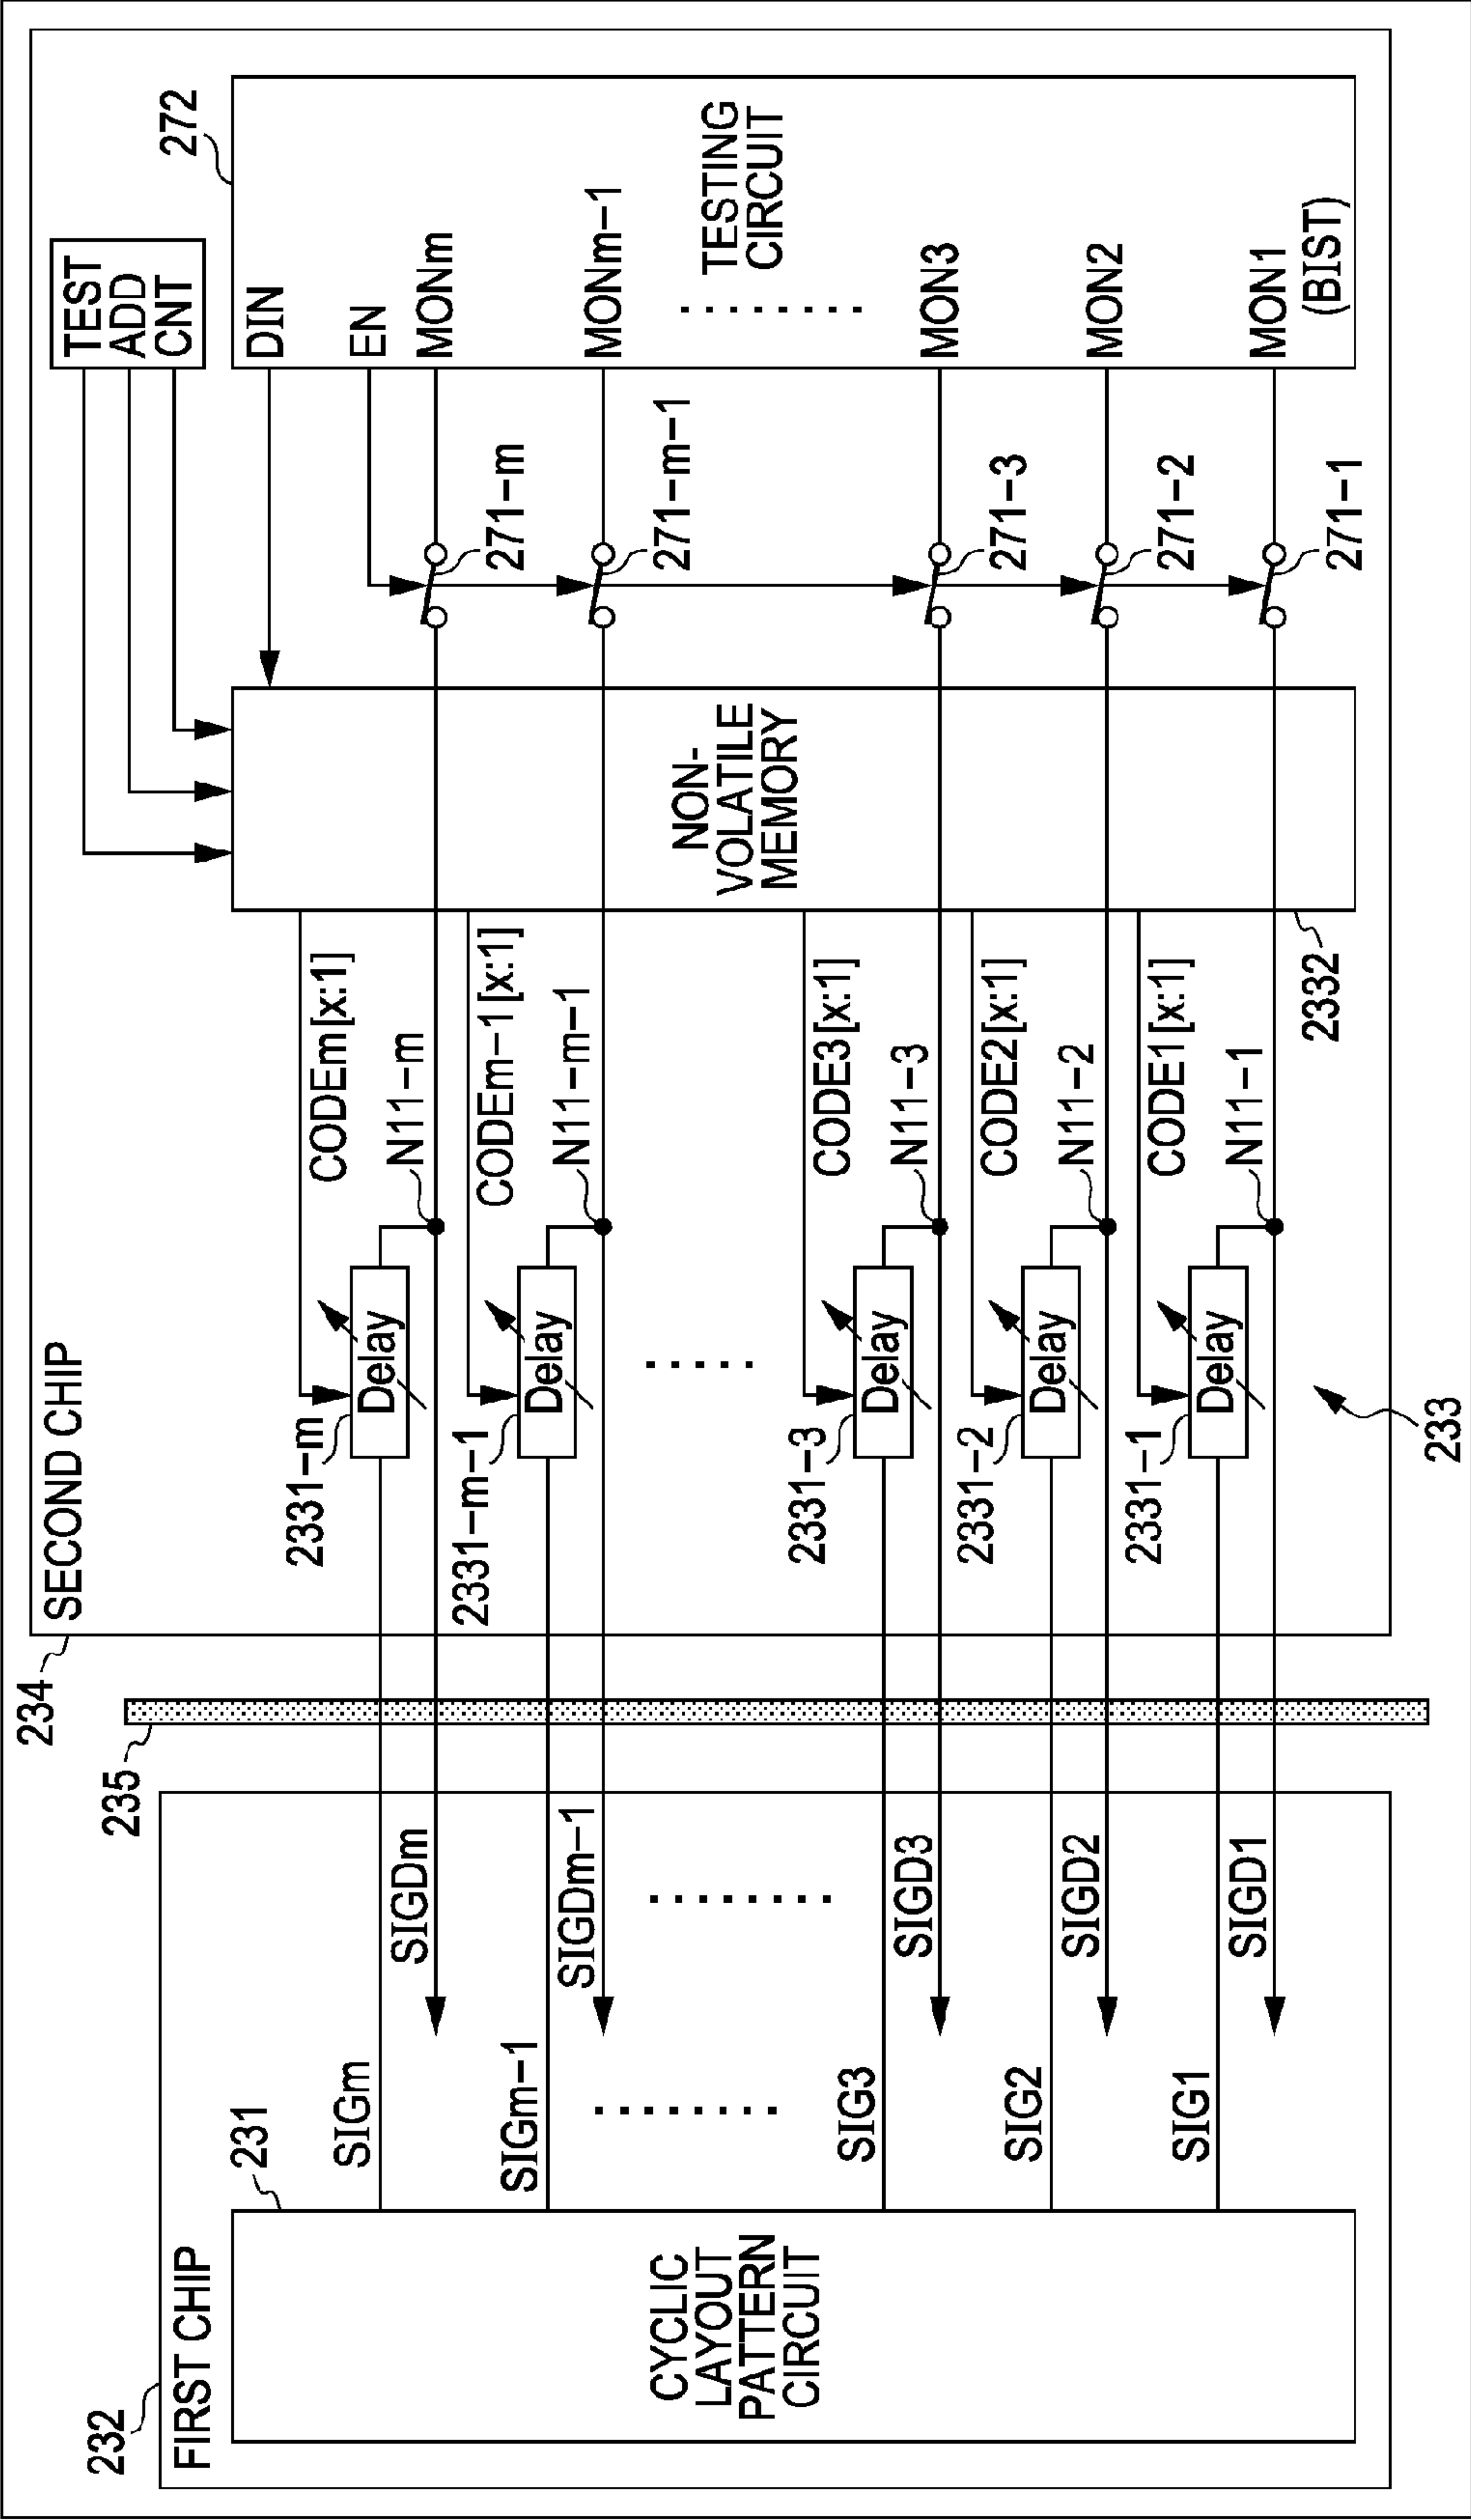 232
FIRST CHIP
231
CYCLIC
LAYOUT
PATTERN
CIRCUIT
SIGm
SIGDm
SIGm-1
SIGDm-1
SIG3
SIGD3
SIG2
SIGD2
SIG1
SIGD1
235
234
SECOND CHIP
2331-m
Delay
CODEm[x:1]
N11-m
2331-m-1
Delay
CODEm-1[x:1]
N11-m-1
2331-3
Delay
CODE3[x:1]
N11-3
2331-2
Delay
CODE2[x:1]
N11-2
2331-1
Delay
CODE1[x:1]
N11-1
233
NON-
VOLATILE
MEMORY
2332
271-m
271-m-1
271-3
271-2
271-1
TEST
ADD
CNT
272
DIN
EN
MONm
MONm-1
TESTING
CIRCUIT
MON3
MON2
MON1
(BIST)